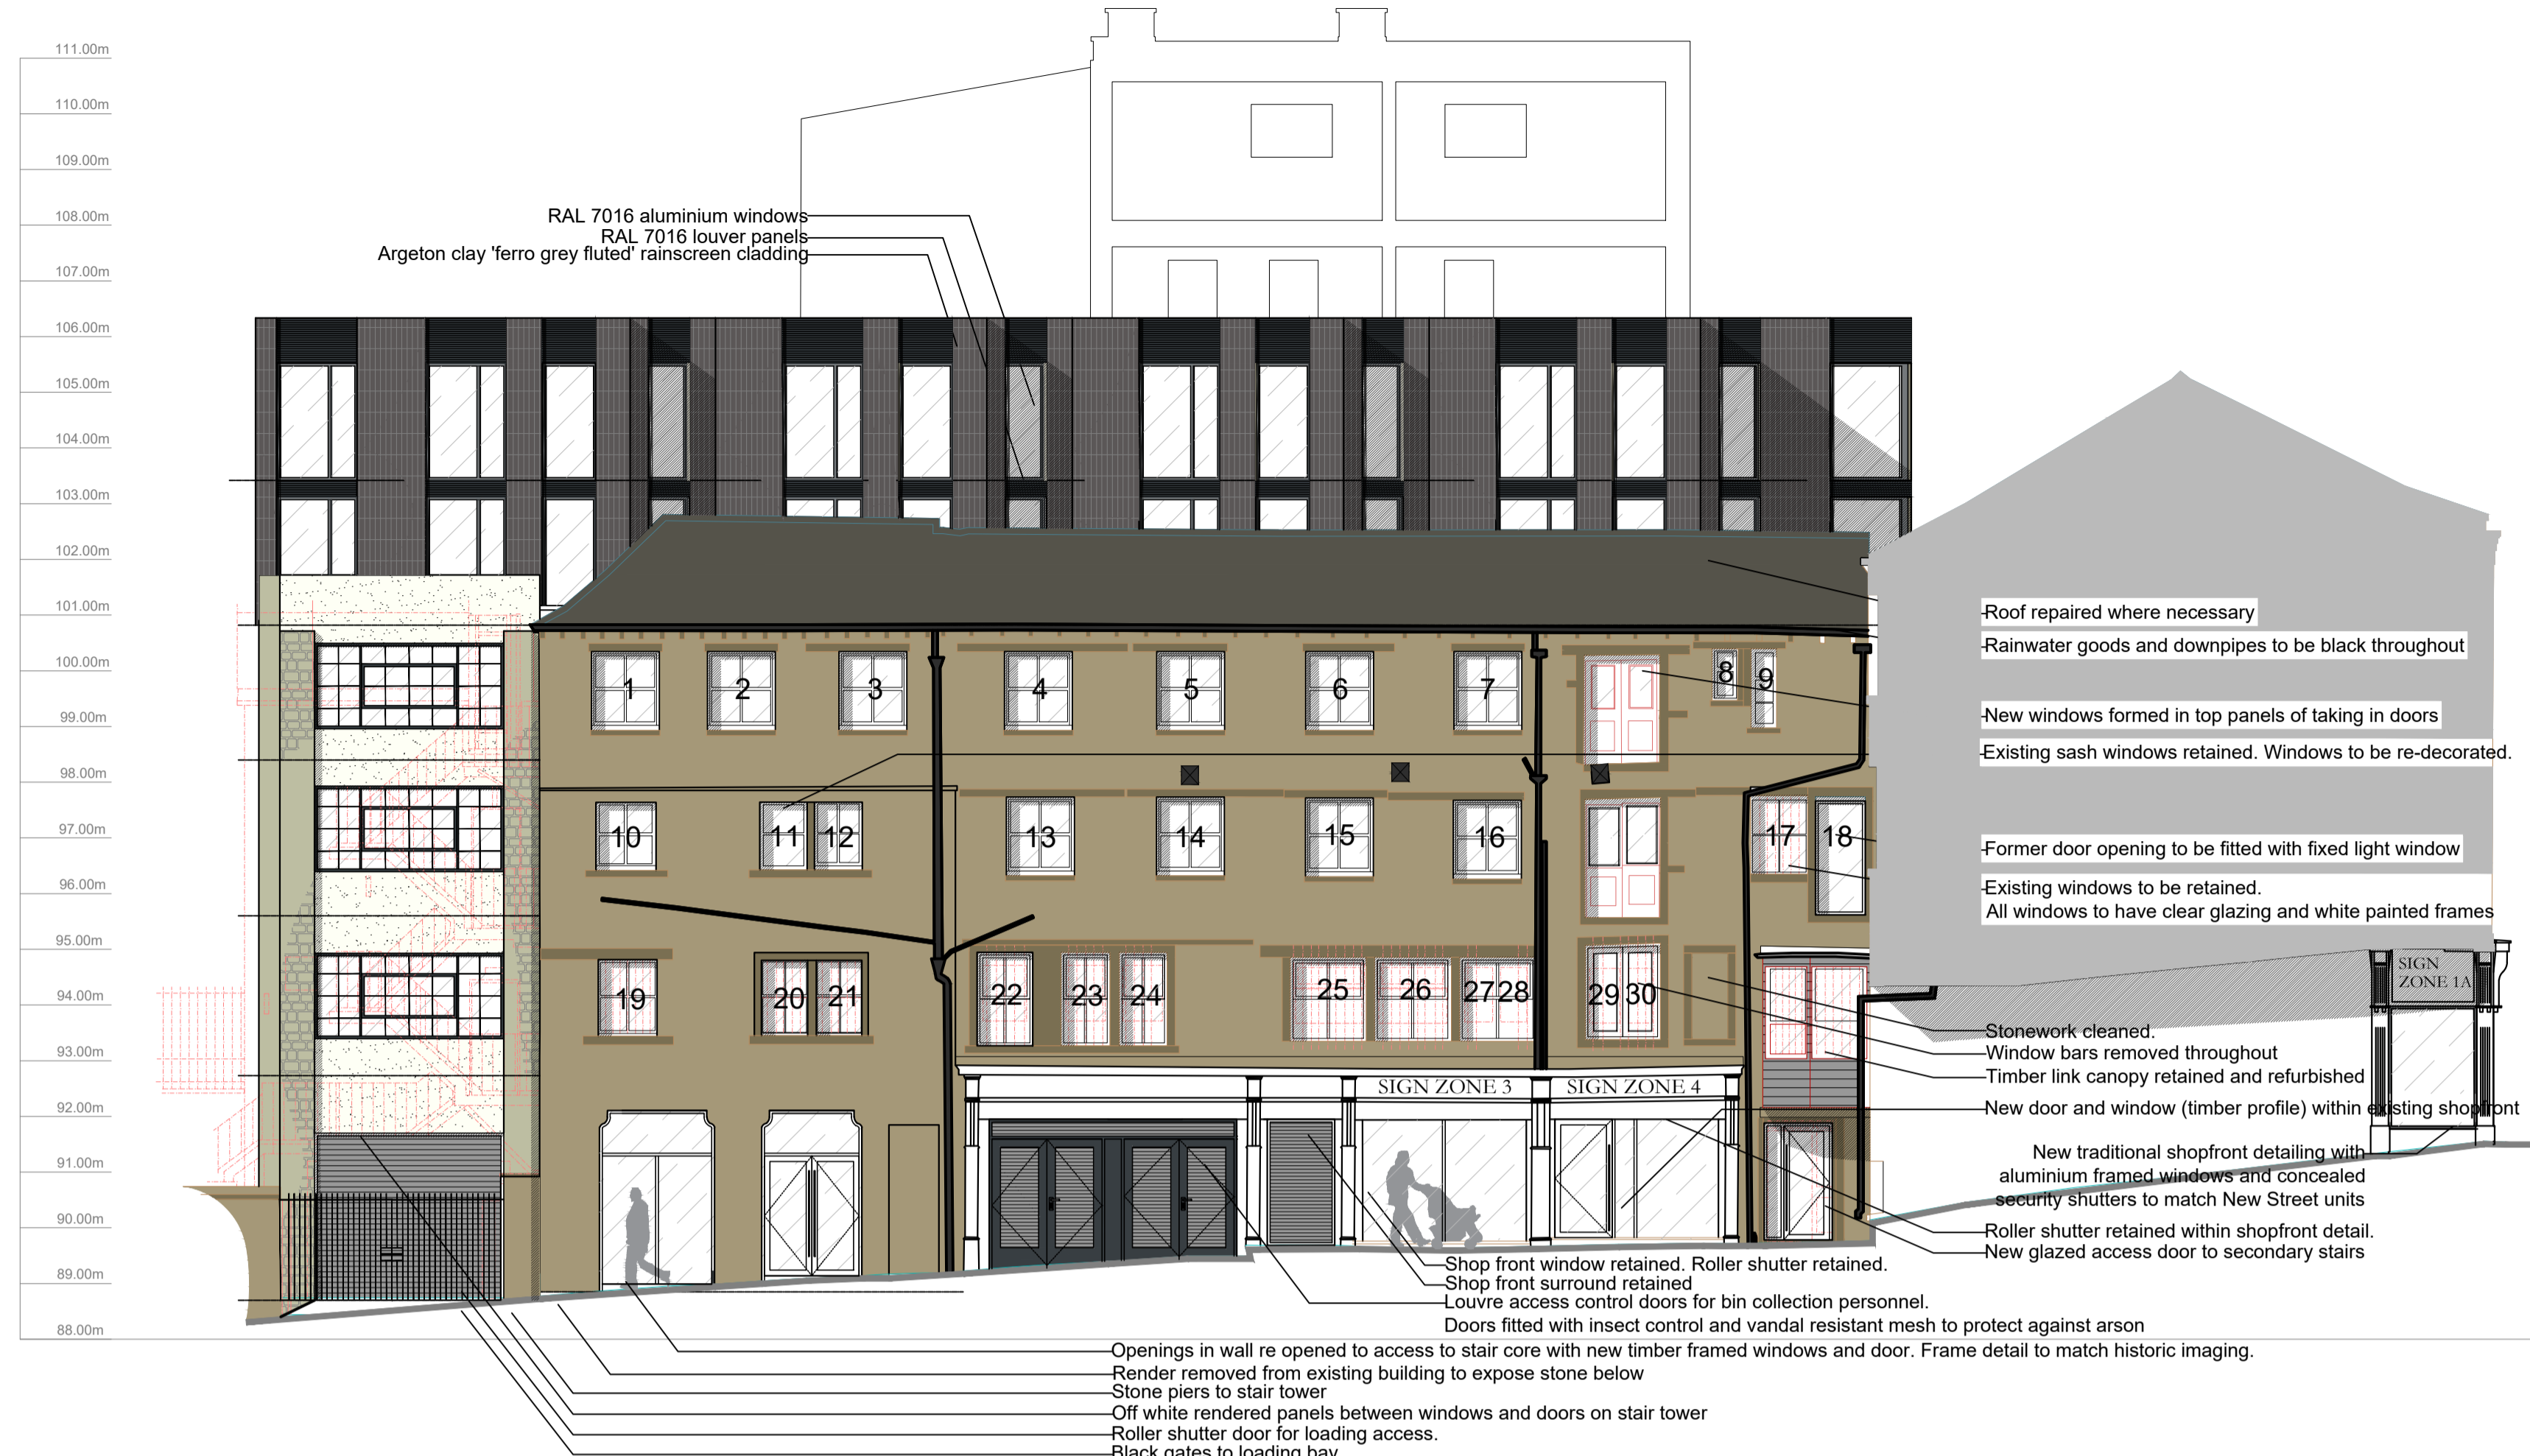 111.00m
110.00m
109.00m
108.00m
107.00m
106.00m
105.00m
104.00m
103.00m
102.00m
101.00m
100.00m
99.00m
98.00m
97.00m
96.00m
95.00m
94.00m
93.00m
92.00m
91.00m
90.00m
89.00m
88.00m
RAL 7016 aluminium windows
RAL 7016 louver panels
Argeton clay 'ferro grey fluted' rainscreen cladding
1 2 3 4 5 6 7 8 9
10 11 12 13 14 15 16 17 18
19 20 21 22 23 24 25 26 27 28 29 30
SIGN ZONE 3
SIGN ZONE 4
SIGN
ZONE 1A
Roof repaired where necessary
Rainwater goods and downpipes to be black throughout
New windows formed in top panels of taking in doors
Existing sash windows retained. Windows to be re-decorated.
Former door opening to be fitted with fixed light window
Existing windows to be retained.
All windows to have clear glazing and white painted frames
Stonework cleaned.
Window bars removed throughout
Timber link canopy retained and refurbished
New door and window (timber profile) within existing shopfront
New traditional shopfront detailing with
aluminium framed windows and concealed
security shutters to match New Street units
Roller shutter retained within shopfront detail.
New glazed access door to secondary stairs
Shop front window retained. Roller shutter retained.
Shop front surround retained
Louvre access control doors for bin collection personnel.
Doors fitted with insect control and vandal resistant mesh to protect against arson
Openings in wall re opened to access to stair core with new timber framed windows and door. Frame detail to match historic imaging.
Render removed from existing building to expose stone below
Stone piers to stair tower
Off white rendered panels between windows and doors on stair tower
Roller shutter door for loading access.
Black gates to loading bay